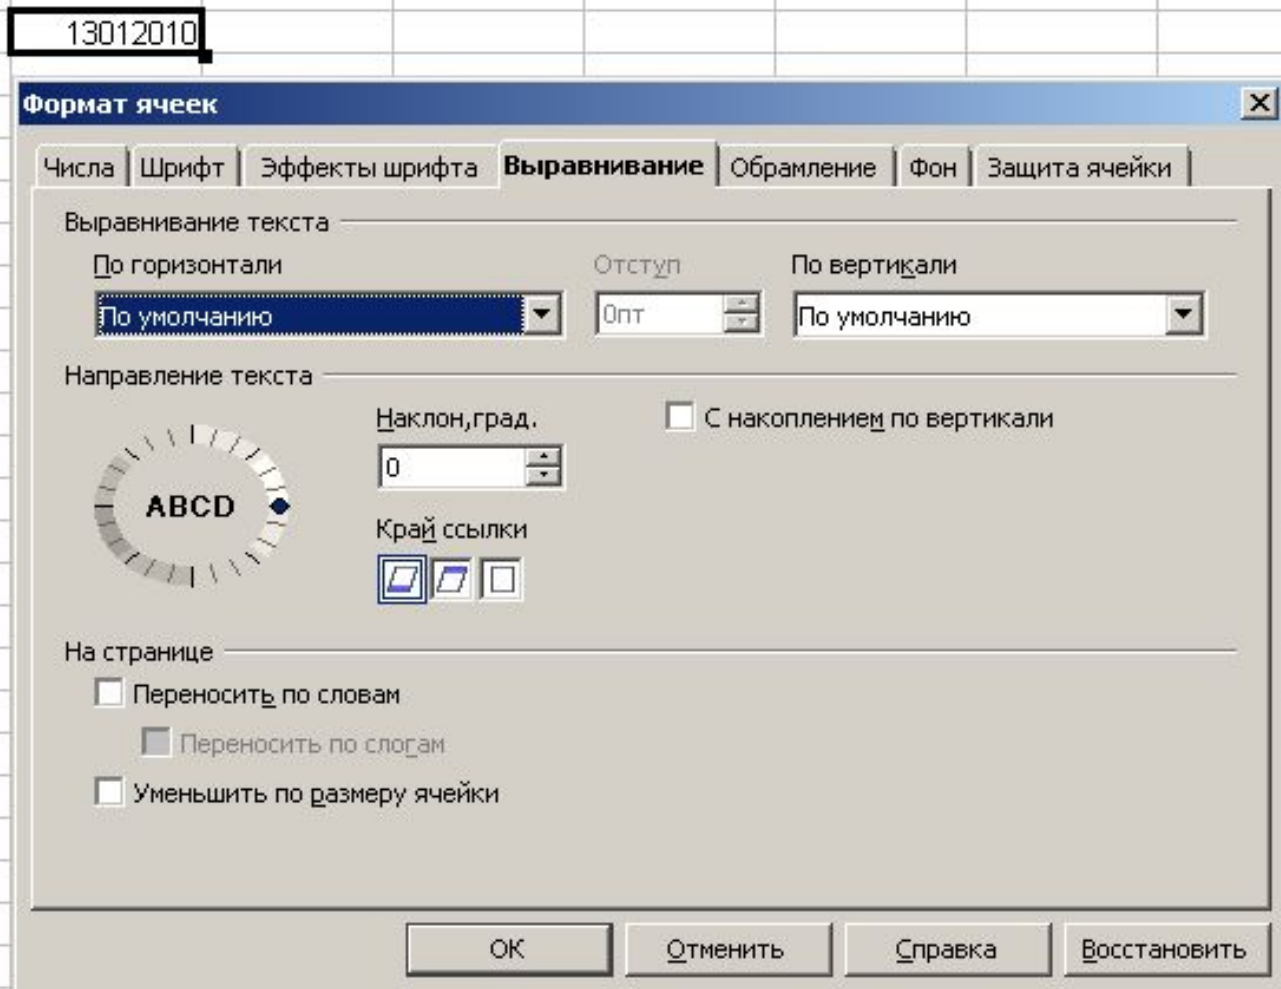 13012010
Формат ячеек
Числа Шрифт Эффекты шрифта Выравнивание Обрамление Фон Защита ячейки
Выравнивание текста
По горизонтали Отступ По вертикали
По умолчанию 0пт По умолчанию
Направление текста
Наклон,град. С накоплением по вертикали
0
ABCD
Край ссылки
На странице
Переносить по словам
Переносить по слогам
Уменьшить по размеру ячейки
ОК Отменить Справка Восстановить